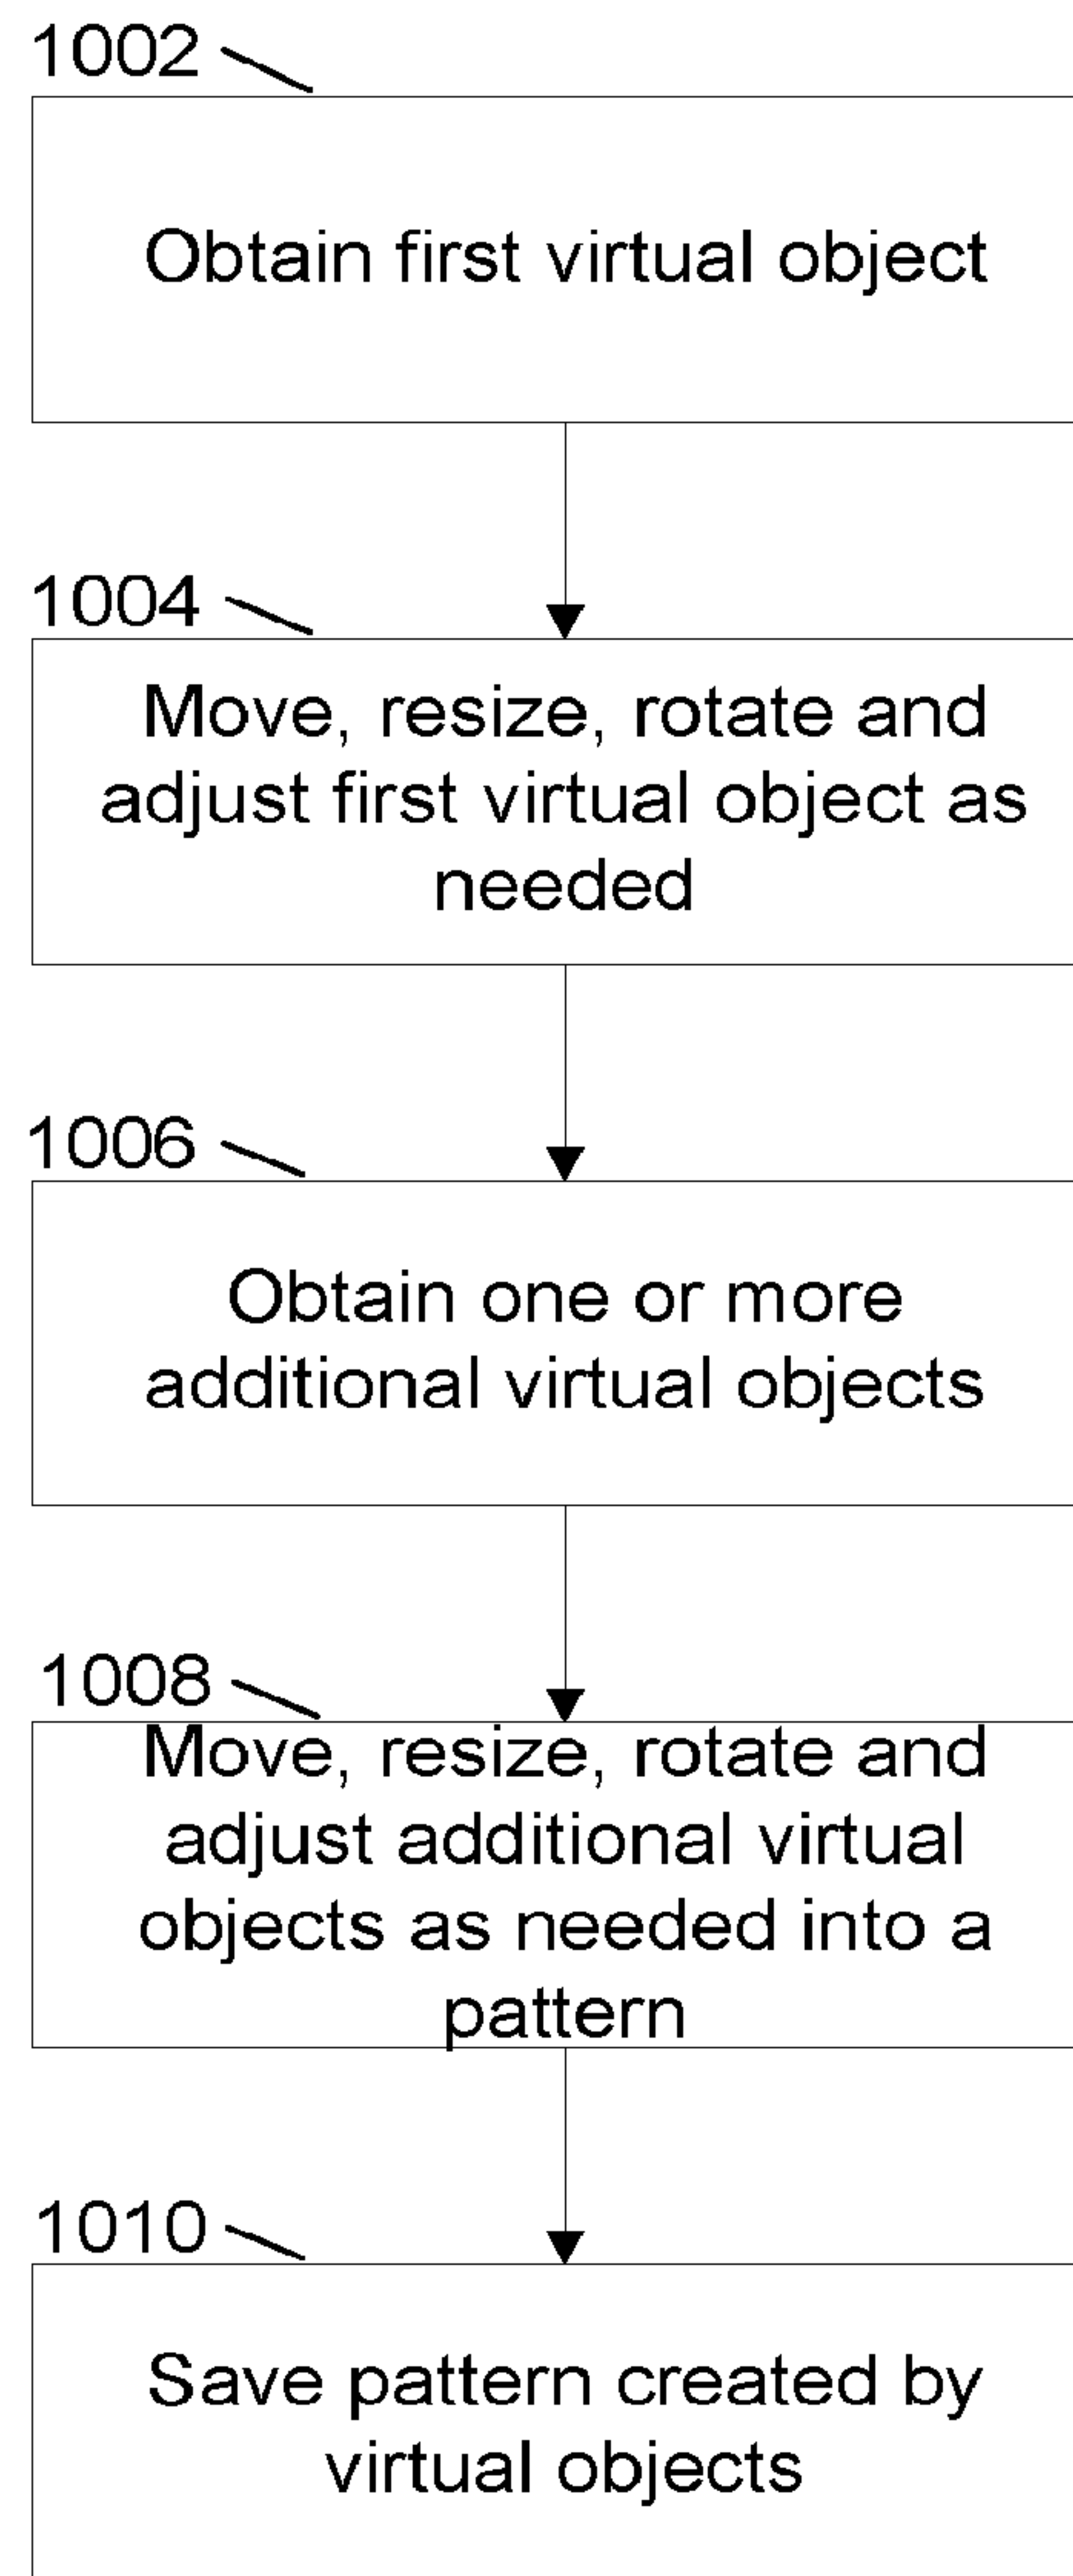 1002
Obtain first virtual object
1004
Move, resize, rotate and
adjust first virtual object as
needed
1006
Obtain one or more
additional virtual objects
1008
Move, resize, rotate and
adjust additional virtual
objects as needed into a
pattern
1010
Save pattern created by
virtual objects